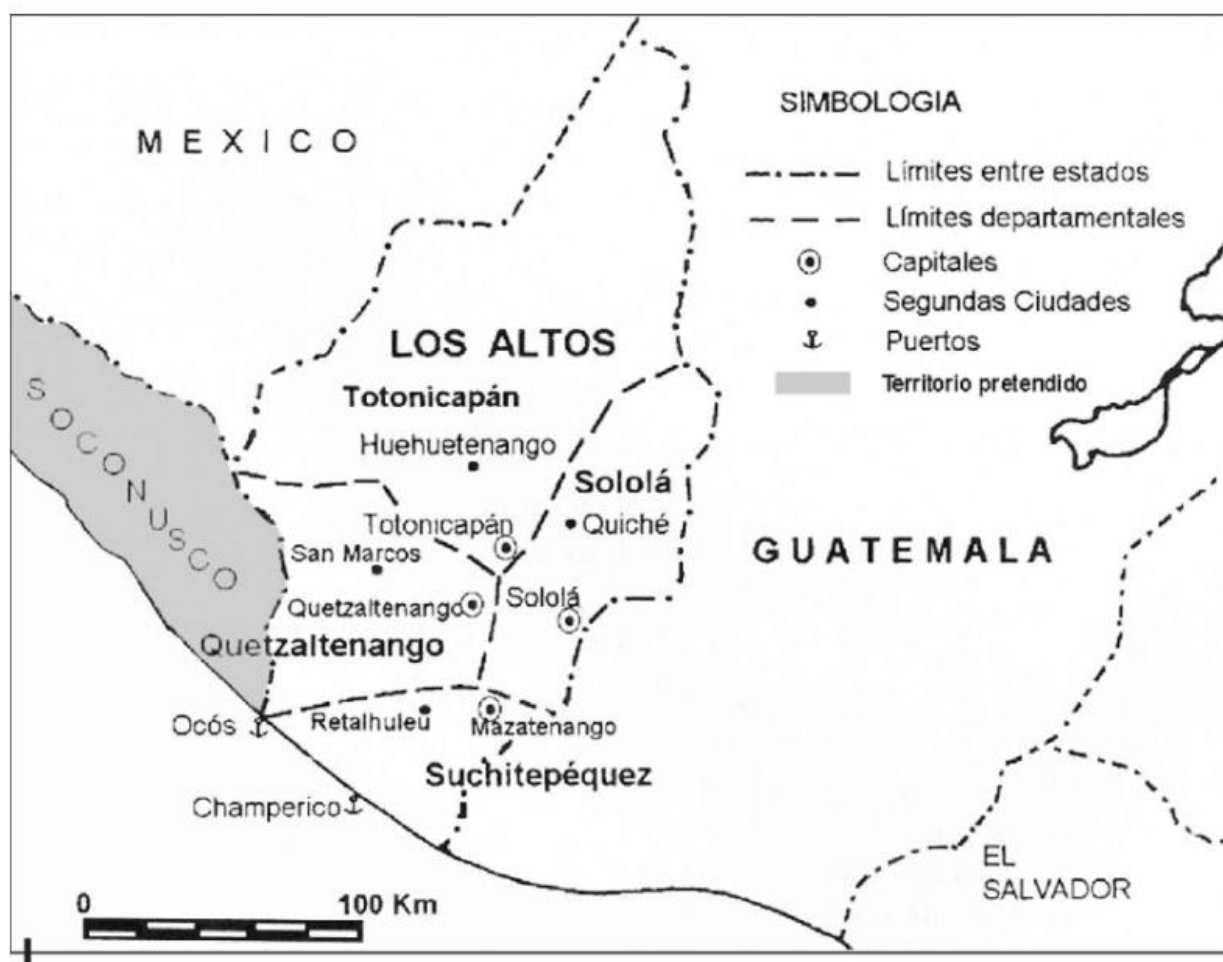 MEXICO
SIMBOLOGIA
Límites entre estados
Límites departamentales
Capitales
Segundas Ciudades
Puertos
Territorio pretendido
LOS ALTOS
Totonicapán
Huehuetenango
SOCONUSCO
Sololá
Totonicapán
Quiché
San Marcos
GUATEMALA
Quetzaltenango
Sololá
Quetzaltenango
Ocós
Retalhuleu
Mazatenango
Suchitepéquez
Champerico
EL
SALVADOR
0 100 Km